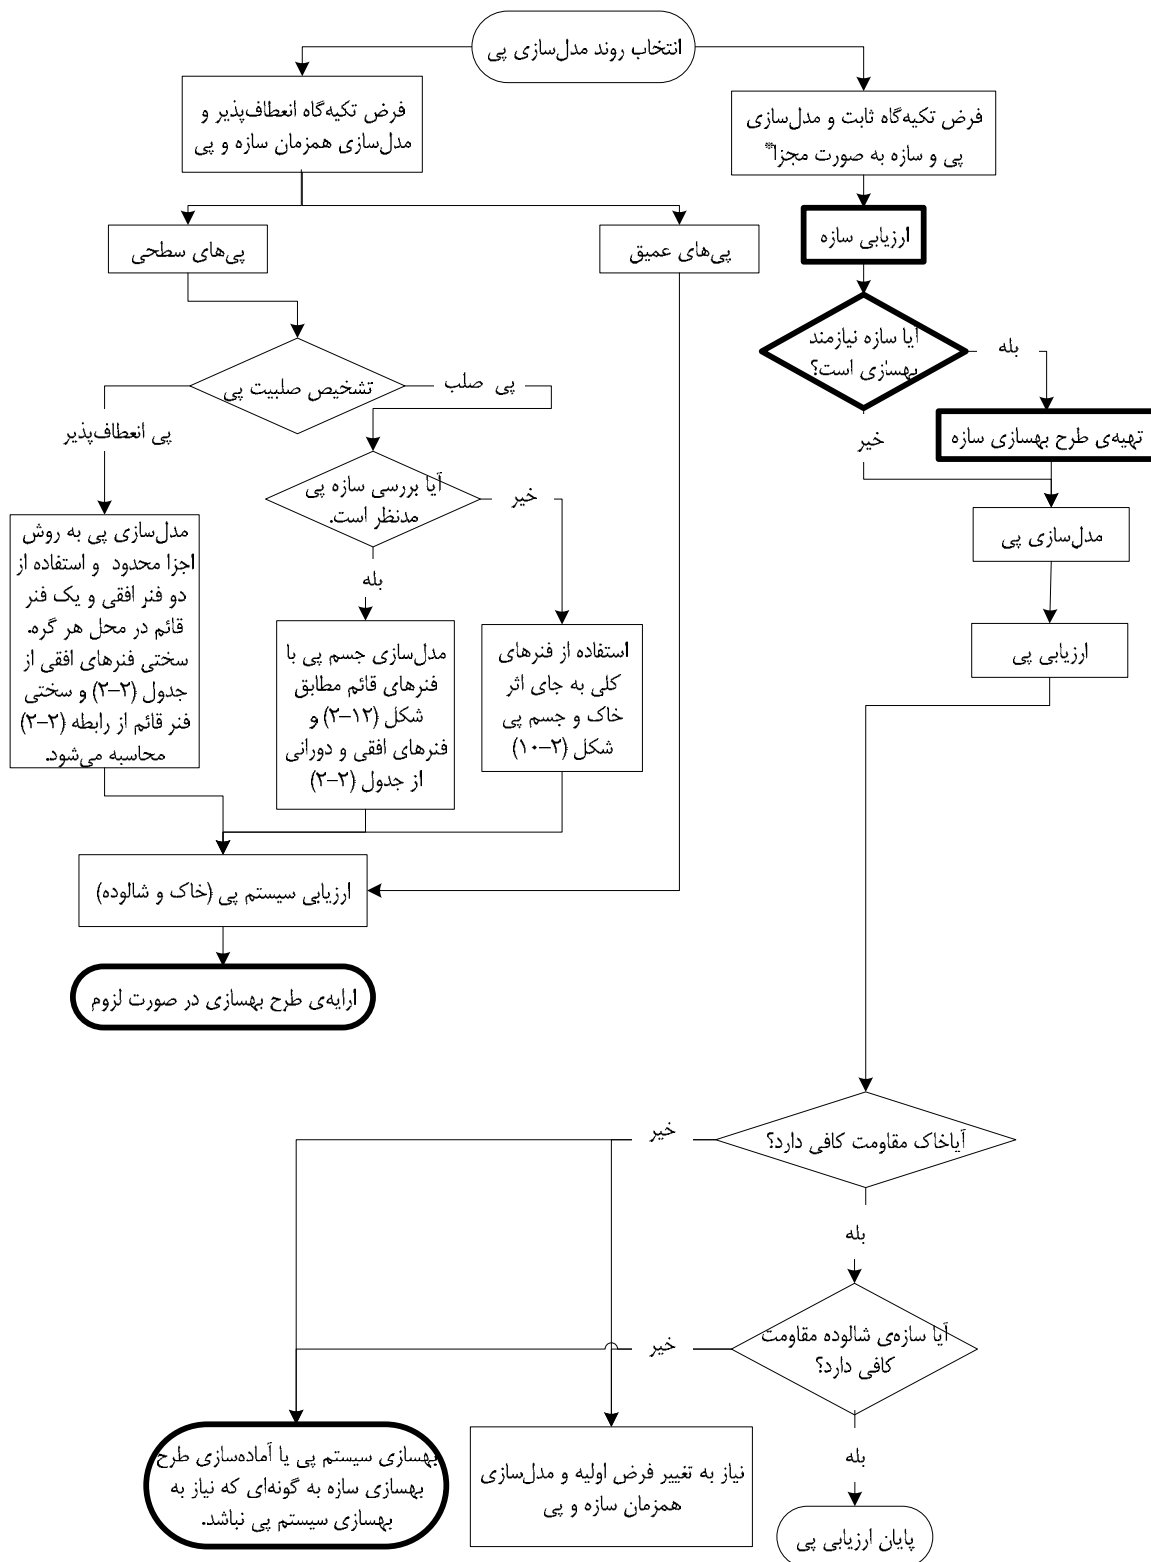 انتخاب روند مدل‌سازی پی
فرض تکیه‌گاه ثابت و مدل‌سازی
پی و سازه به صورت مجزا*
ارزیابی سازه
آیا سازه نیازمند
بهسازی است؟
بله
خیر
تهیه‌ی طرح بهسازی سازه
مدل‌سازی پی
ارزیابی پی
فرض تکیه‌گاه انعطاف‌پذیر و
مدل‌سازی همزمان سازه و پی
پی‌های عمیق
پی‌های سطحی
تشخیص صلبیت پی
پی صلب
پی انعطاف‌پذیر
آیا بررسی سازه پی
مدنظر است.
خیر
بله
استفاده از فنرهای
کلی به جای اثر
خاک و جسم پی
شکل (۲-۱۰)
مدل‌سازی جسم پی با
فنرهای قائم مطابق
شکل (۲-۱۲) و
فنرهای افقی و دورانی
از جدول (۲-۲)
مدل‌سازی پی به روش
اجزا محدود و استفاده از
دو فنر افقی و یک فنر
قائم در محل هر گره.
سختی فنرهای افقی از
جدول (۲-۲) و سختی
فنر قائم از رابطه (۲-۲)
محاسبه می‌شود.
ارزیابی سیستم پی (خاک و شالوده)
ارایه‌ی طرح بهسازی در صورت لزوم
آیاخاک مقاومت کافی دارد؟
خیر
بله
آیا سازه‌ی شالوده مقاومت
کافی دارد؟
خیر
بله
پایان ارزیابی پی
نیاز به تغییر فرض اولیه و مدل‌سازی
همزمان سازه و پی
بهسازی سیستم پی یا آماده‌سازی طرح
بهسازی سازه به گونه‌ای که نیاز به
بهسازی سیستم پی نباشد.